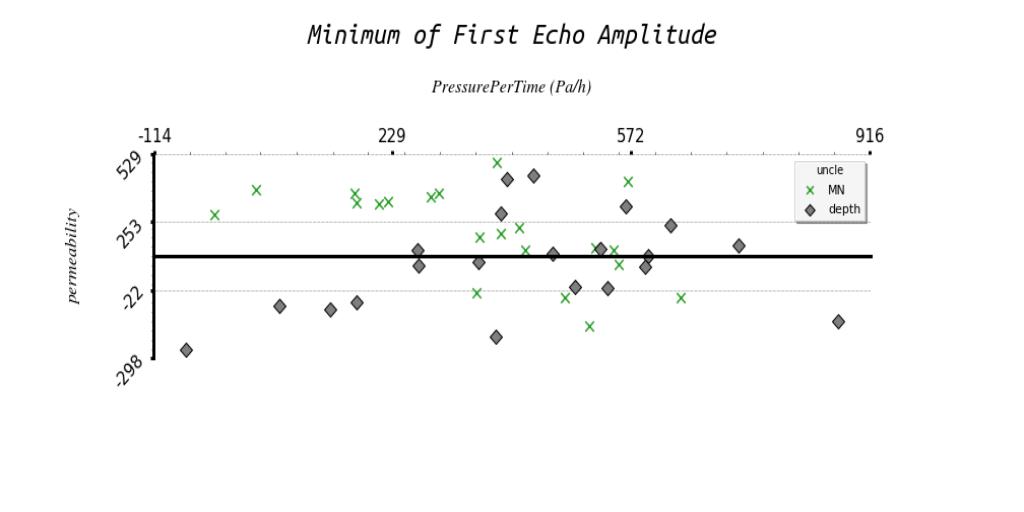 Minimum of First Echo Amplitude
PressurePerTime (Pa/h)
-114 229 572 916
529
253
-22
-298
permeability
uncle
MN
depth